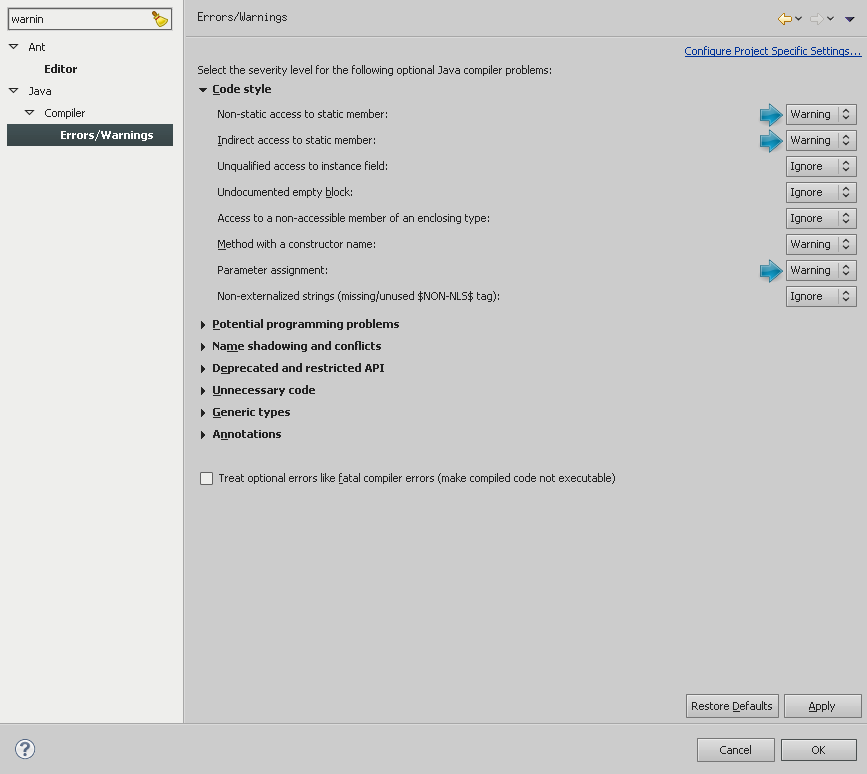 warnin
Ant
Editor
Java
Compiler
Errors/Warnings
Errors/Warnings
Configure Project Specific Settings...
Select the severity level for the following optional Java compiler problems:
Code style
Non-static access to static member: Warning
Indirect access to static member: Warning
Unqualified access to instance field: Ignore
Undocumented empty block: Ignore
Access to a non-accessible member of an enclosing type: Ignore
Method with a constructor name: Warning
Parameter assignment: Warning
Non-externalized strings (missing/unused $NON-NLS$ tag): Ignore
Potential programming problems
Name shadowing and conflicts
Deprecated and restricted API
Unnecessary code
Generic types
Annotations
Treat optional errors like fatal compiler errors (make compiled code not executable)
Restore Defaults Apply
? Cancel OK